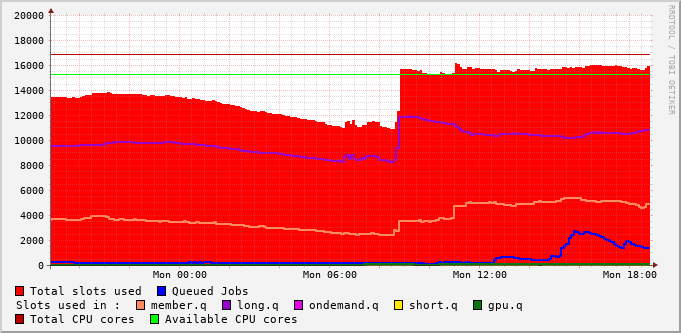 20000
18000
16000
14000
12000
10000
8000
6000
4000
2000
0
Mon 00:00 Mon 06:00 Mon 12:00 Mon 18:00
RRDTOOL / TOBI OETIKER
Total slots used Queued Jobs
Slots used in : member.q long.q ondemand.q short.q gpu.q
Total CPU cores Available CPU cores